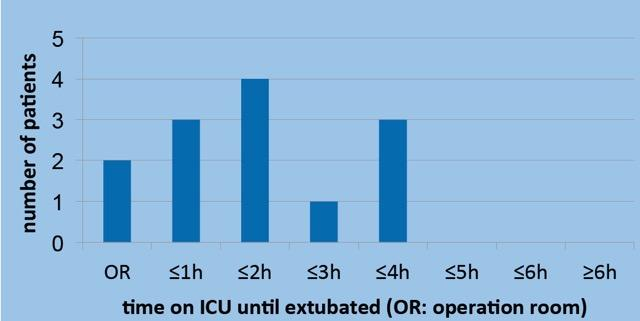 5
4
3
2
1
0
number of patients
OR ≤1h ≤2h ≤3h ≤4h ≤5h ≤6h ≥6h
time on ICU until extubated (OR: operation room)